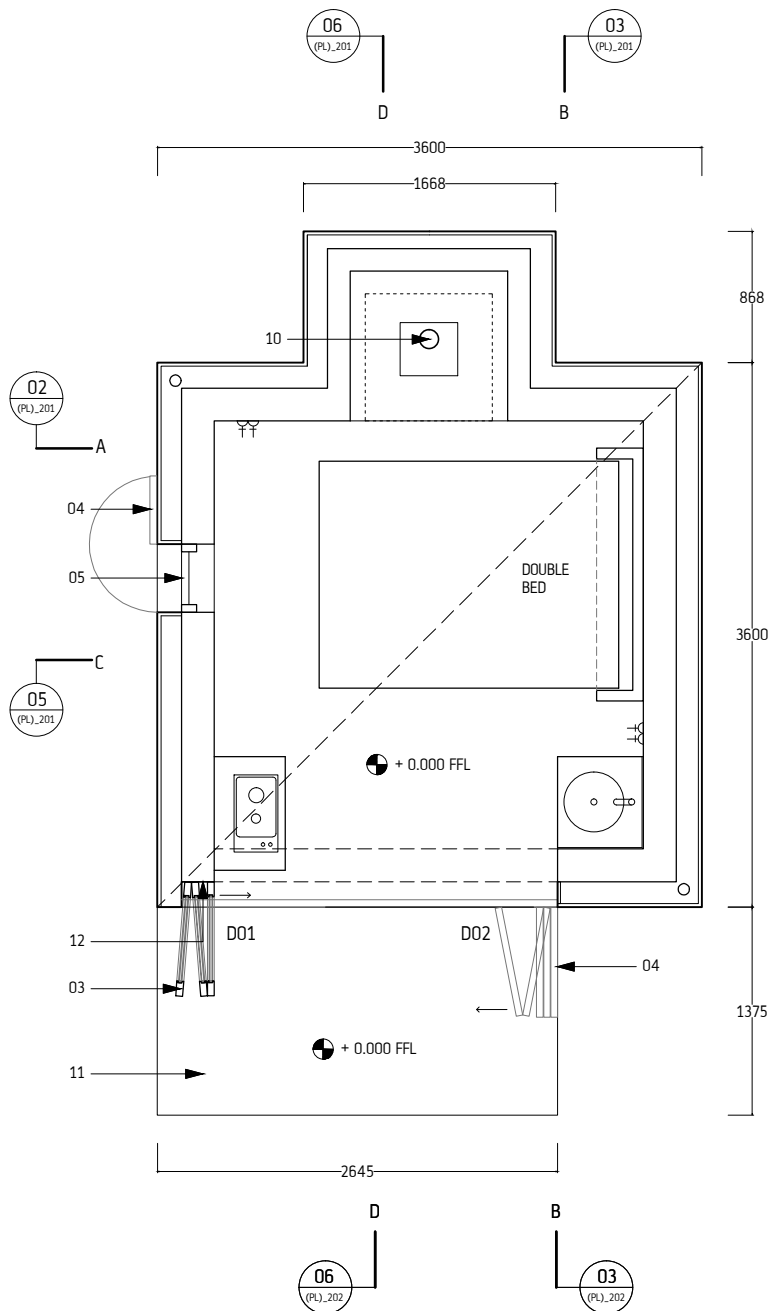 06
(PL)_201
03
(PL)_201
D
B
3600
1668
868
10
02
(PL)_201
A
04
05
DOUBLE
BED
3600
C
05
(PL)_201
+ 0.000 FFL
D01
D02
12
04
03
1375
+ 0.000 FFL
11
2645
D
B
06
(PL)_202
03
(PL)_202